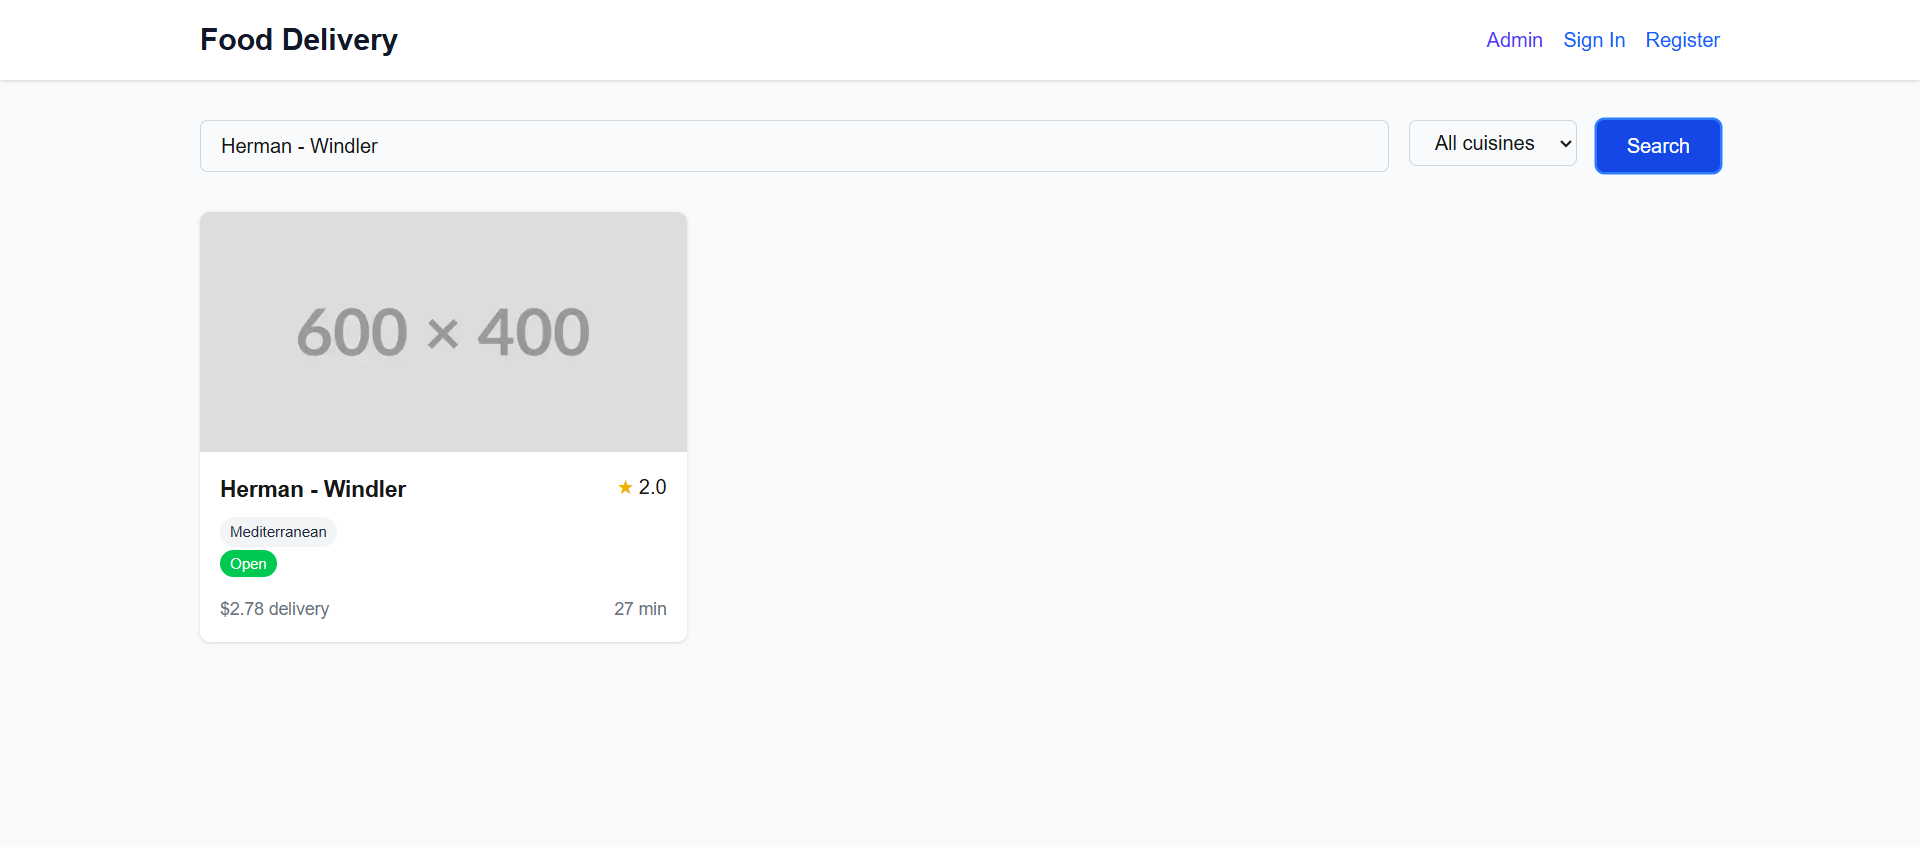 Food Delivery
Admin Sign In Register
Herman - Windler
All cuisines
Search
600 × 400
Herman - Windler
★ 2.0
Mediterranean
Open
$2.78 delivery
27 min